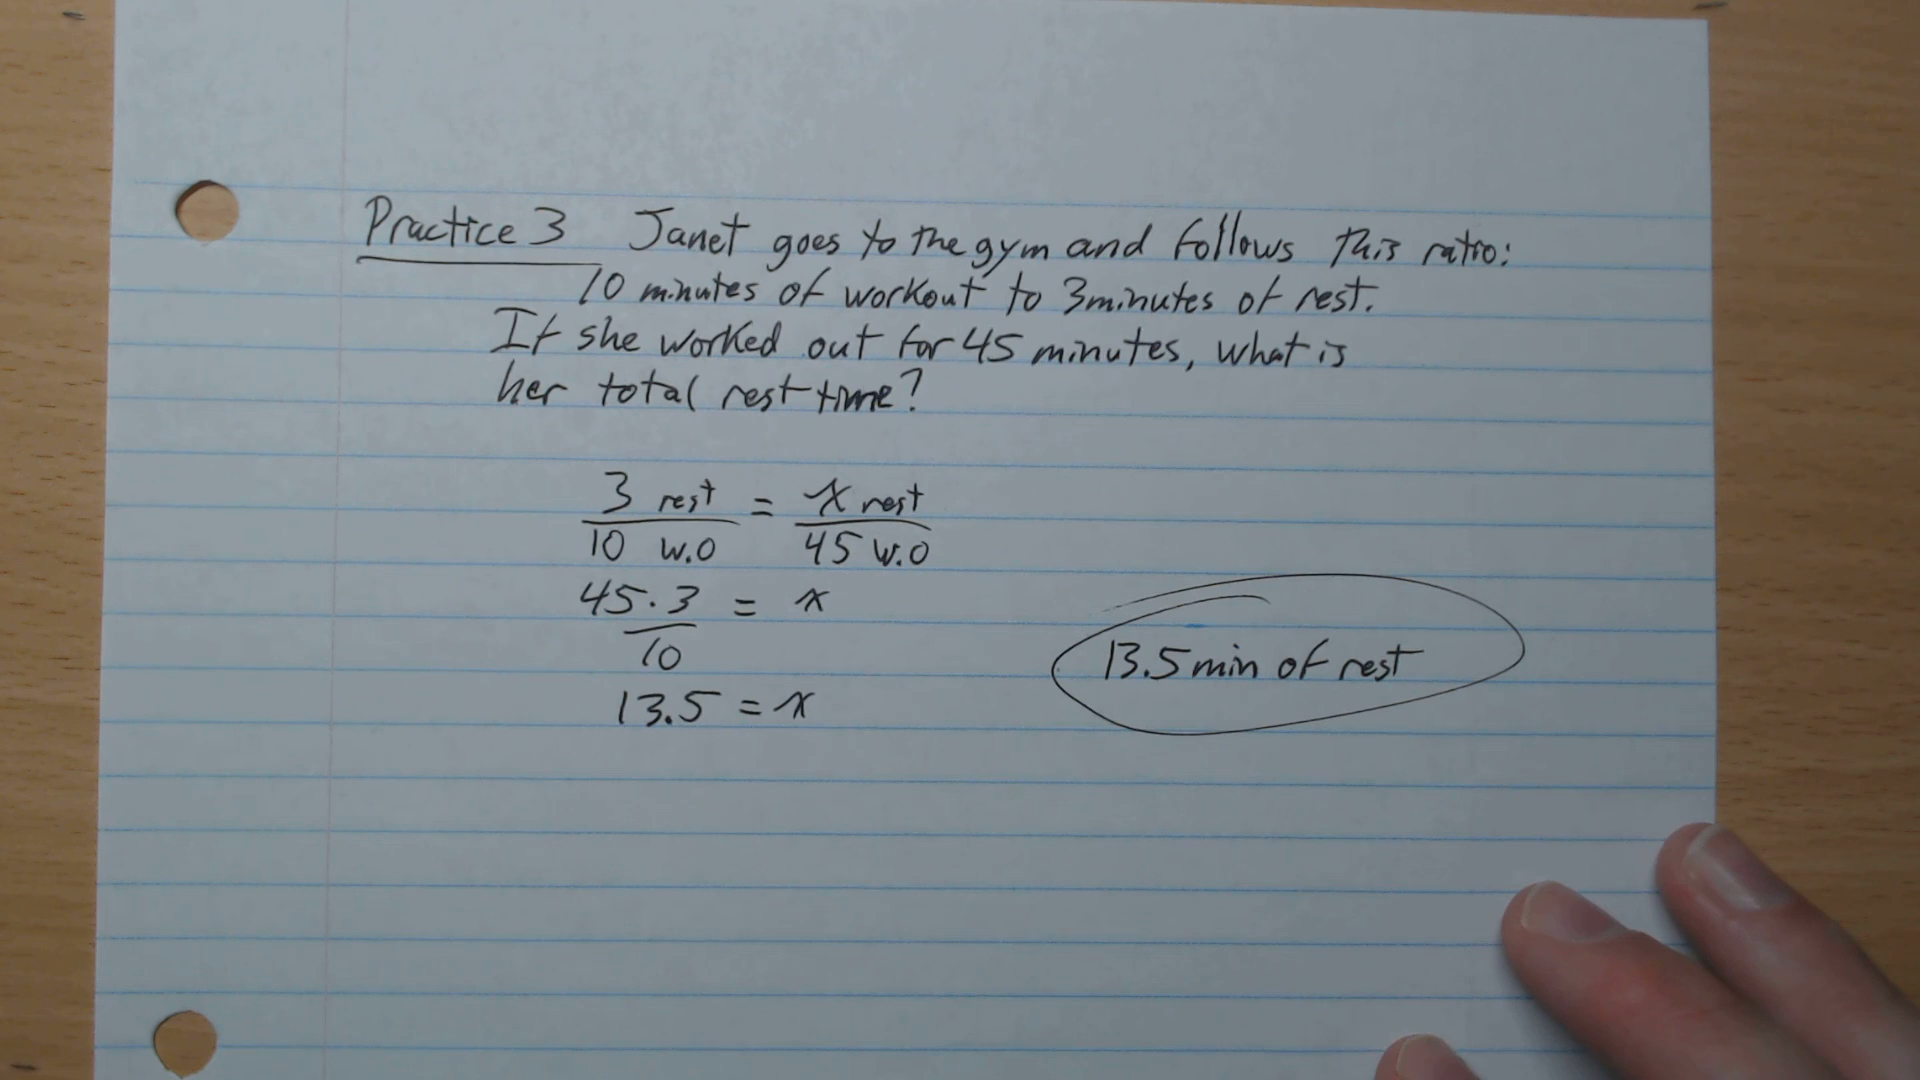 Practice 3 Janet goes to the gym and follows this ratio:
10 minutes of workout to 3 minutes of rest.
If she worked out for 45 minutes, what is
her total rest time?
3 rest = x rest
10 w.o 45 w.o
45 · 3 = x
10
13.5 = x
13.5 min of rest